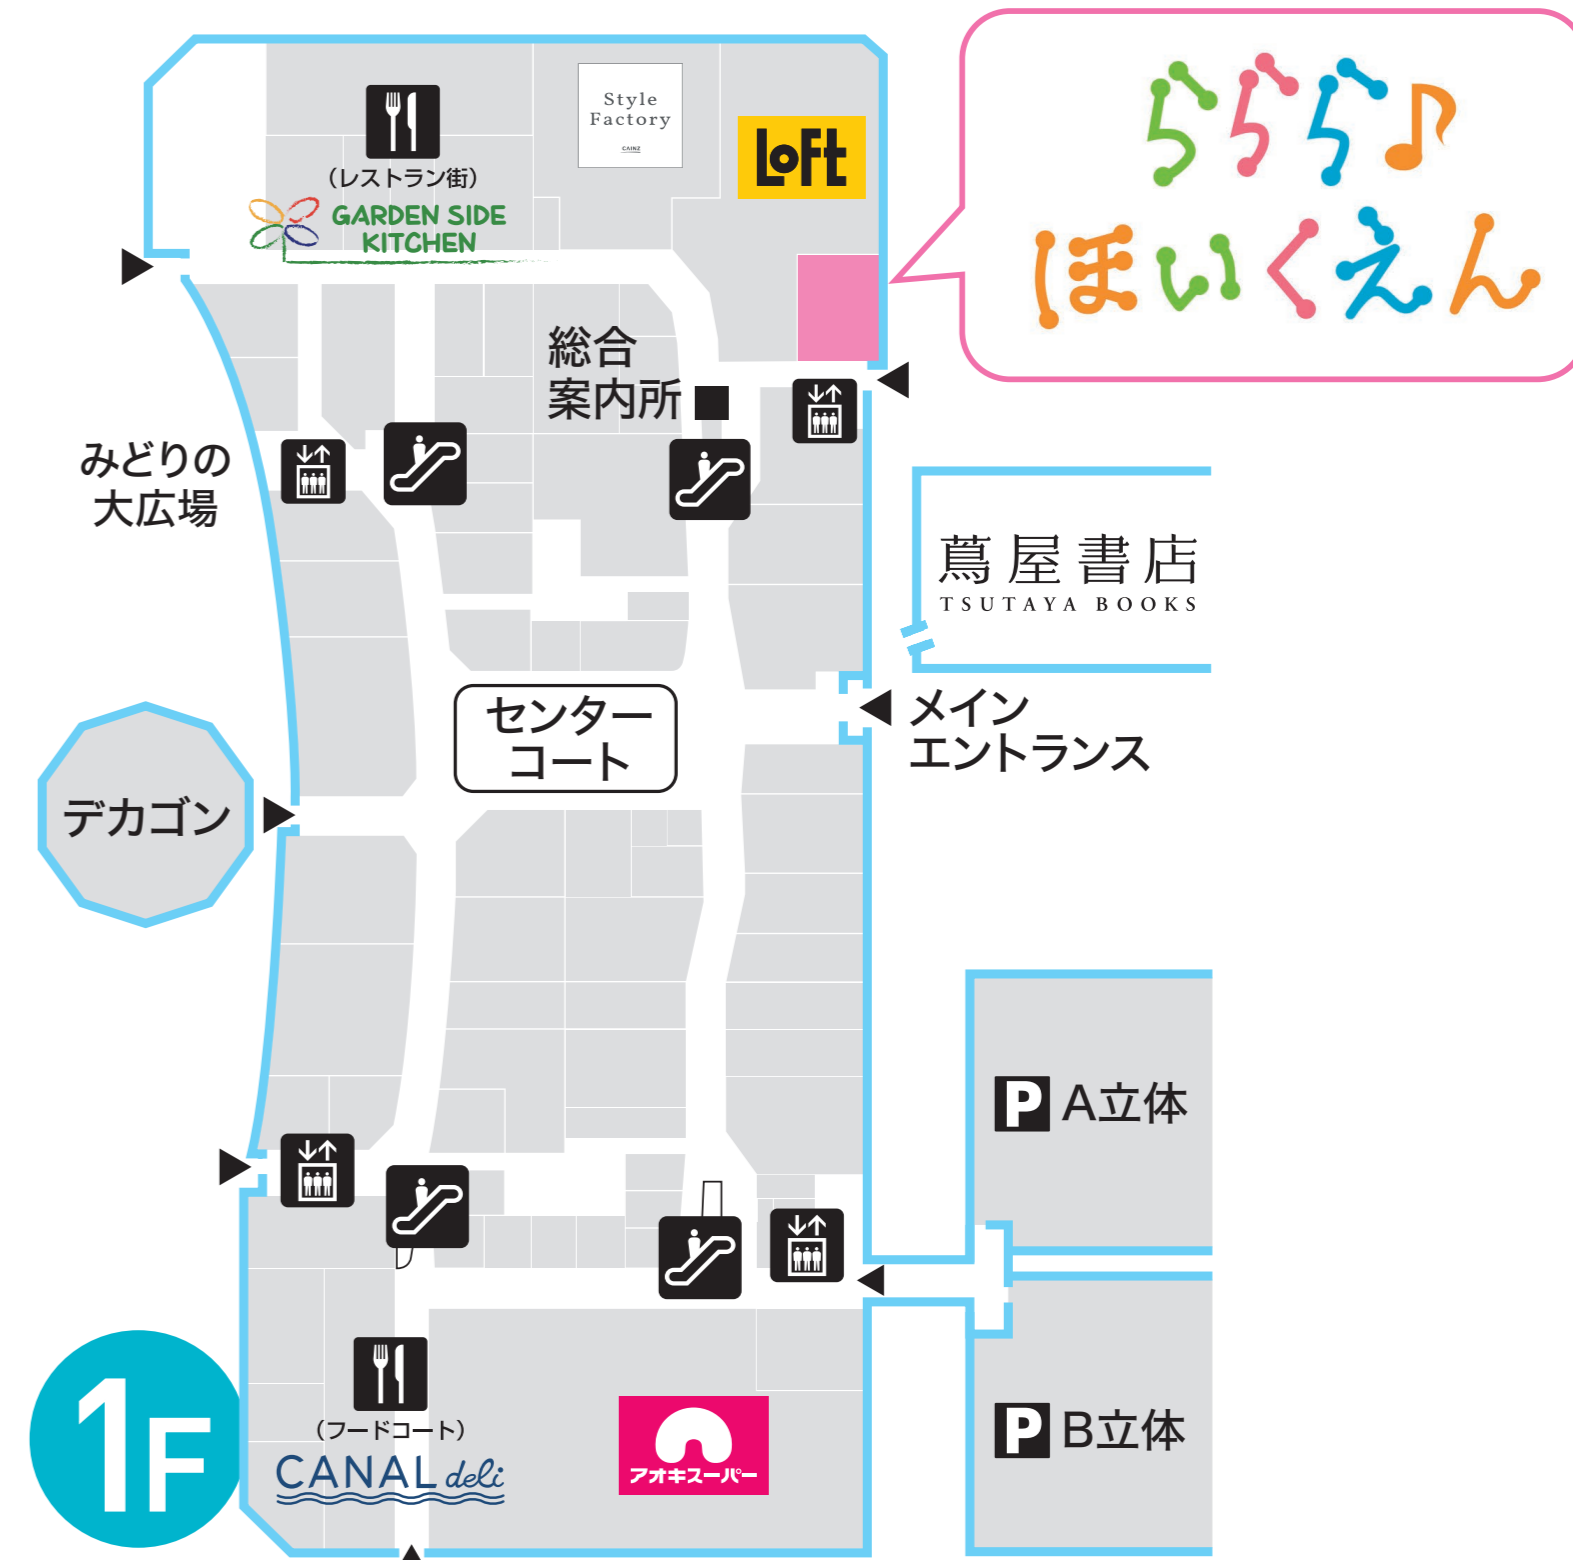 ららら♪
ほいくえん
Style
Factory
CAINZ
LOFT
(レストラン街)
GARDEN SIDE
KITCHEN
総合
案内所
みどりの
大広場
蔦屋書店
TSUTAYA BOOKS
センター
コート
メイン
エントランス
デカゴン
P A立体
P B立体
(フードコート)
CANAL deli
アオキスーパー
1F